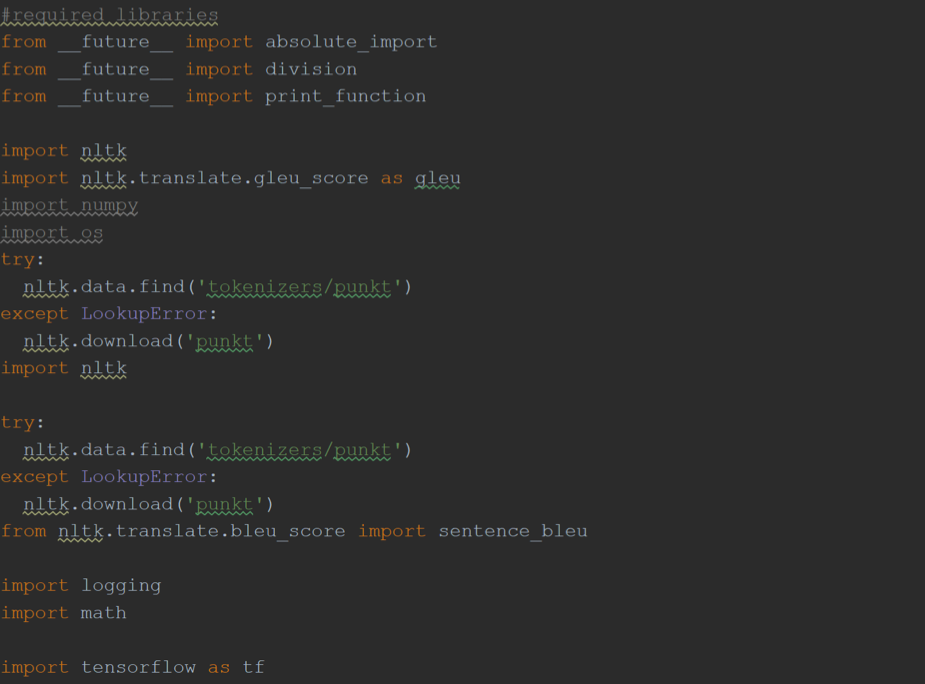 #required libraries
from __future__ import absolute_import
from __future__ import division
from __future__ import print_function
import nltk
import nltk.translate.gleu_score as gleu
import numpy
import os
try:
  nltk.data.find('tokenizers/punkt')
except LookupError:
  nltk.download('punkt')
import nltk
try:
  nltk.data.find('tokenizers/punkt')
except LookupError:
  nltk.download('punkt')
from nltk.translate.bleu_score import sentence_bleu
import logging
import math
import tensorflow as tf